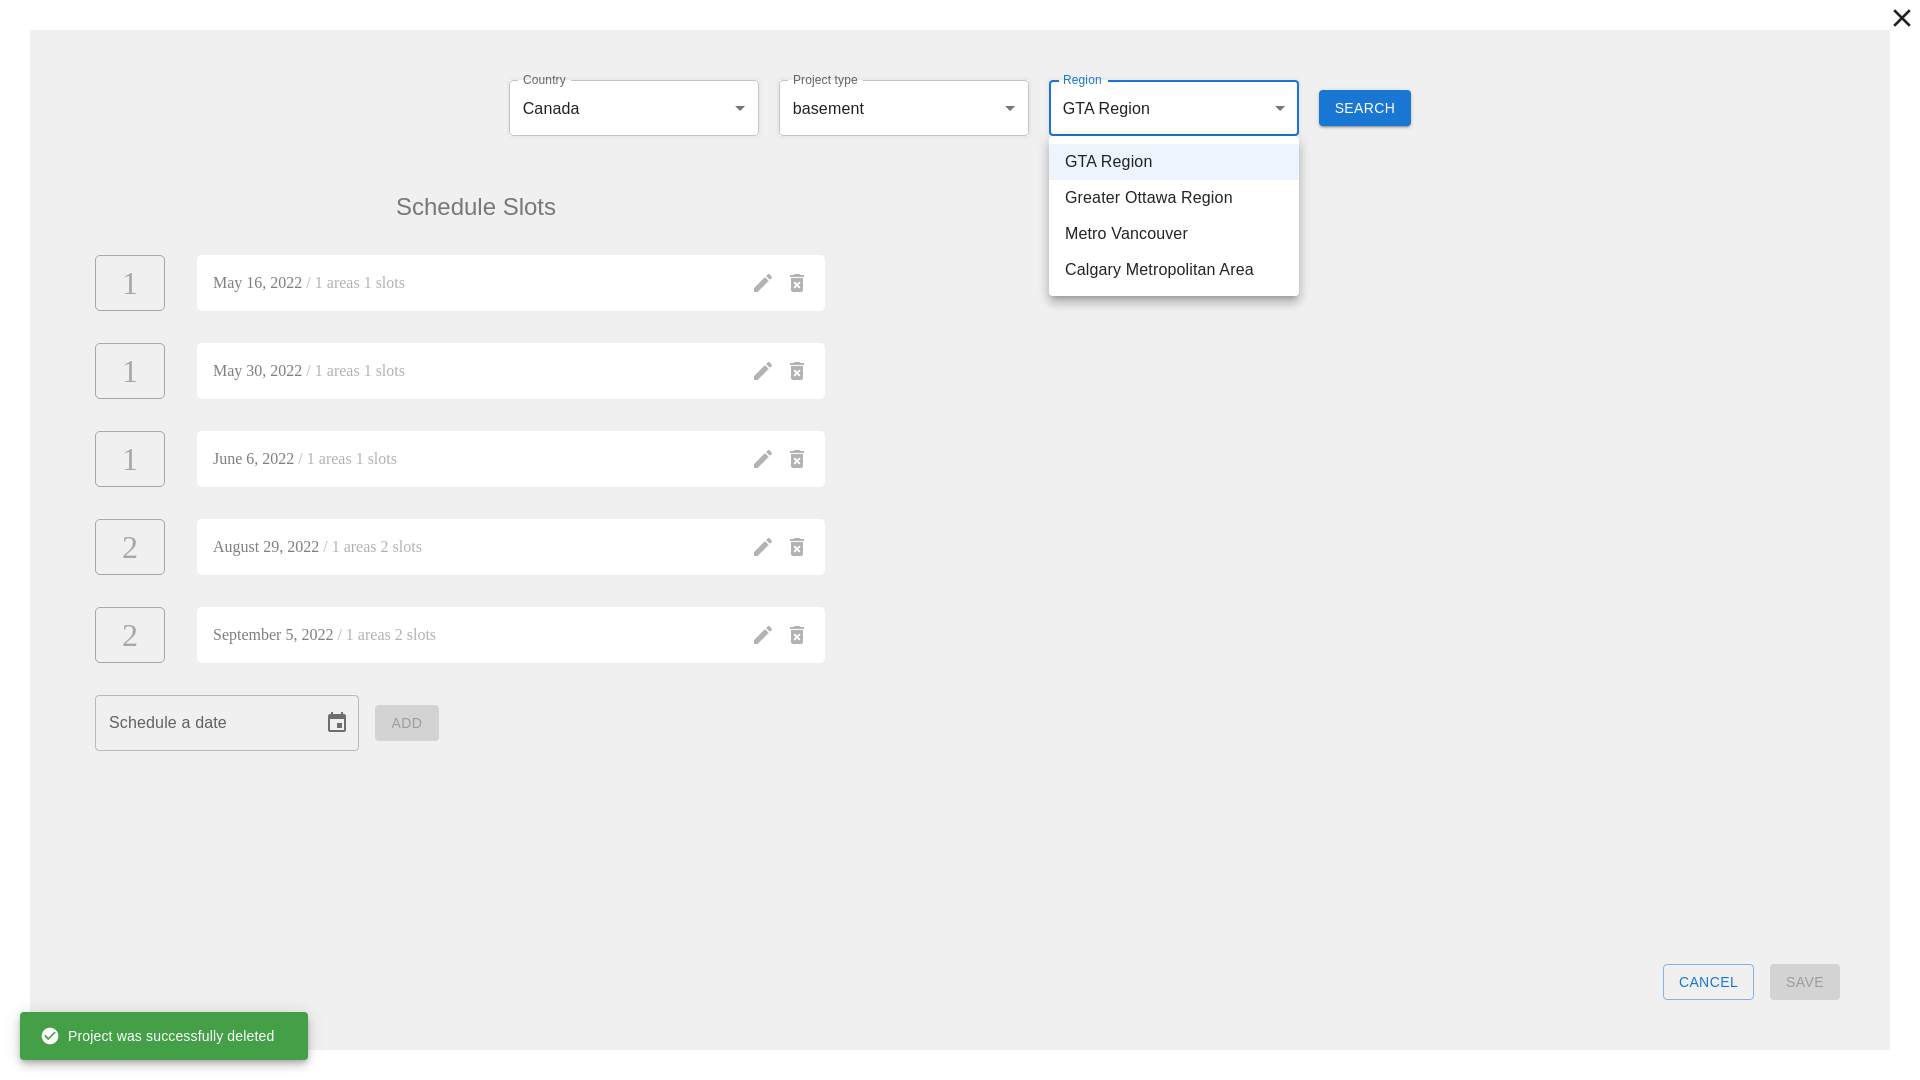 Country
Canada
Project type
basement
Region
GTA Region
SEARCH
GTA Region
Greater Ottawa Region
Metro Vancouver
Calgary Metropolitan Area
Schedule Slots
1
May 16, 2022 / 1 areas 1 slots
1
May 30, 2022 / 1 areas 1 slots
1
June 6, 2022 / 1 areas 1 slots
2
August 29, 2022 / 1 areas 2 slots
2
September 5, 2022 / 1 areas 2 slots
Schedule a date
ADD
CANCEL
SAVE
Project was successfully deleted